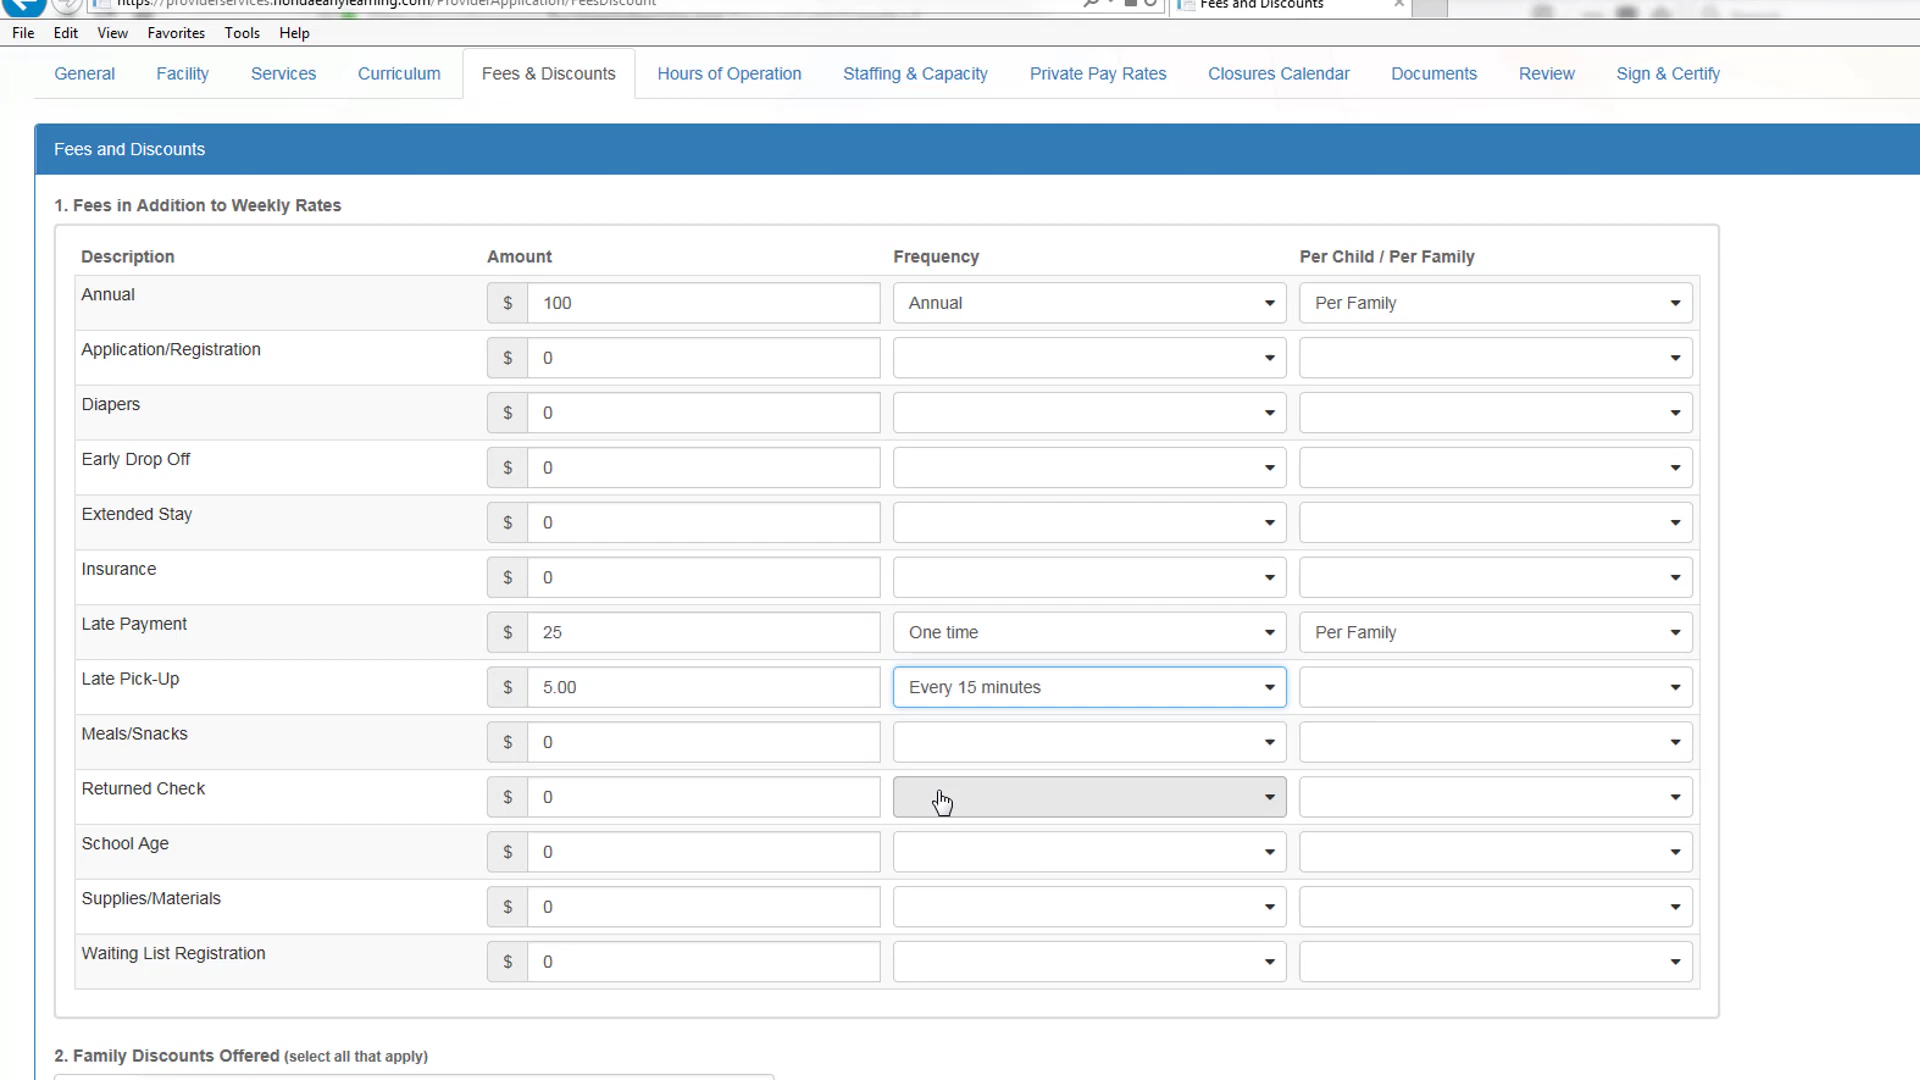 Fees and Discounts
File Edit View Favorites Tools Help
General Facility Services Curriculum Fees & Discounts Hours of Operation Staffing & Capacity Private Pay Rates Closures Calendar Documents Review Sign & Certify
Fees and Discounts
1. Fees in Addition to Weekly Rates
Description Amount Frequency Per Child / Per Family
Annual $ 100 Annual Per Family
Application/Registration $ 0
Diapers $ 0
Early Drop Off $ 0
Extended Stay $ 0
Insurance $ 0
Late Payment $ 25 One time Per Family
Late Pick-Up $ 5.00 Every 15 minutes
Meals/Snacks $ 0
Returned Check $ 0
School Age $ 0
Supplies/Materials $ 0
Waiting List Registration $ 0
2. Family Discounts Offered (select all that apply)